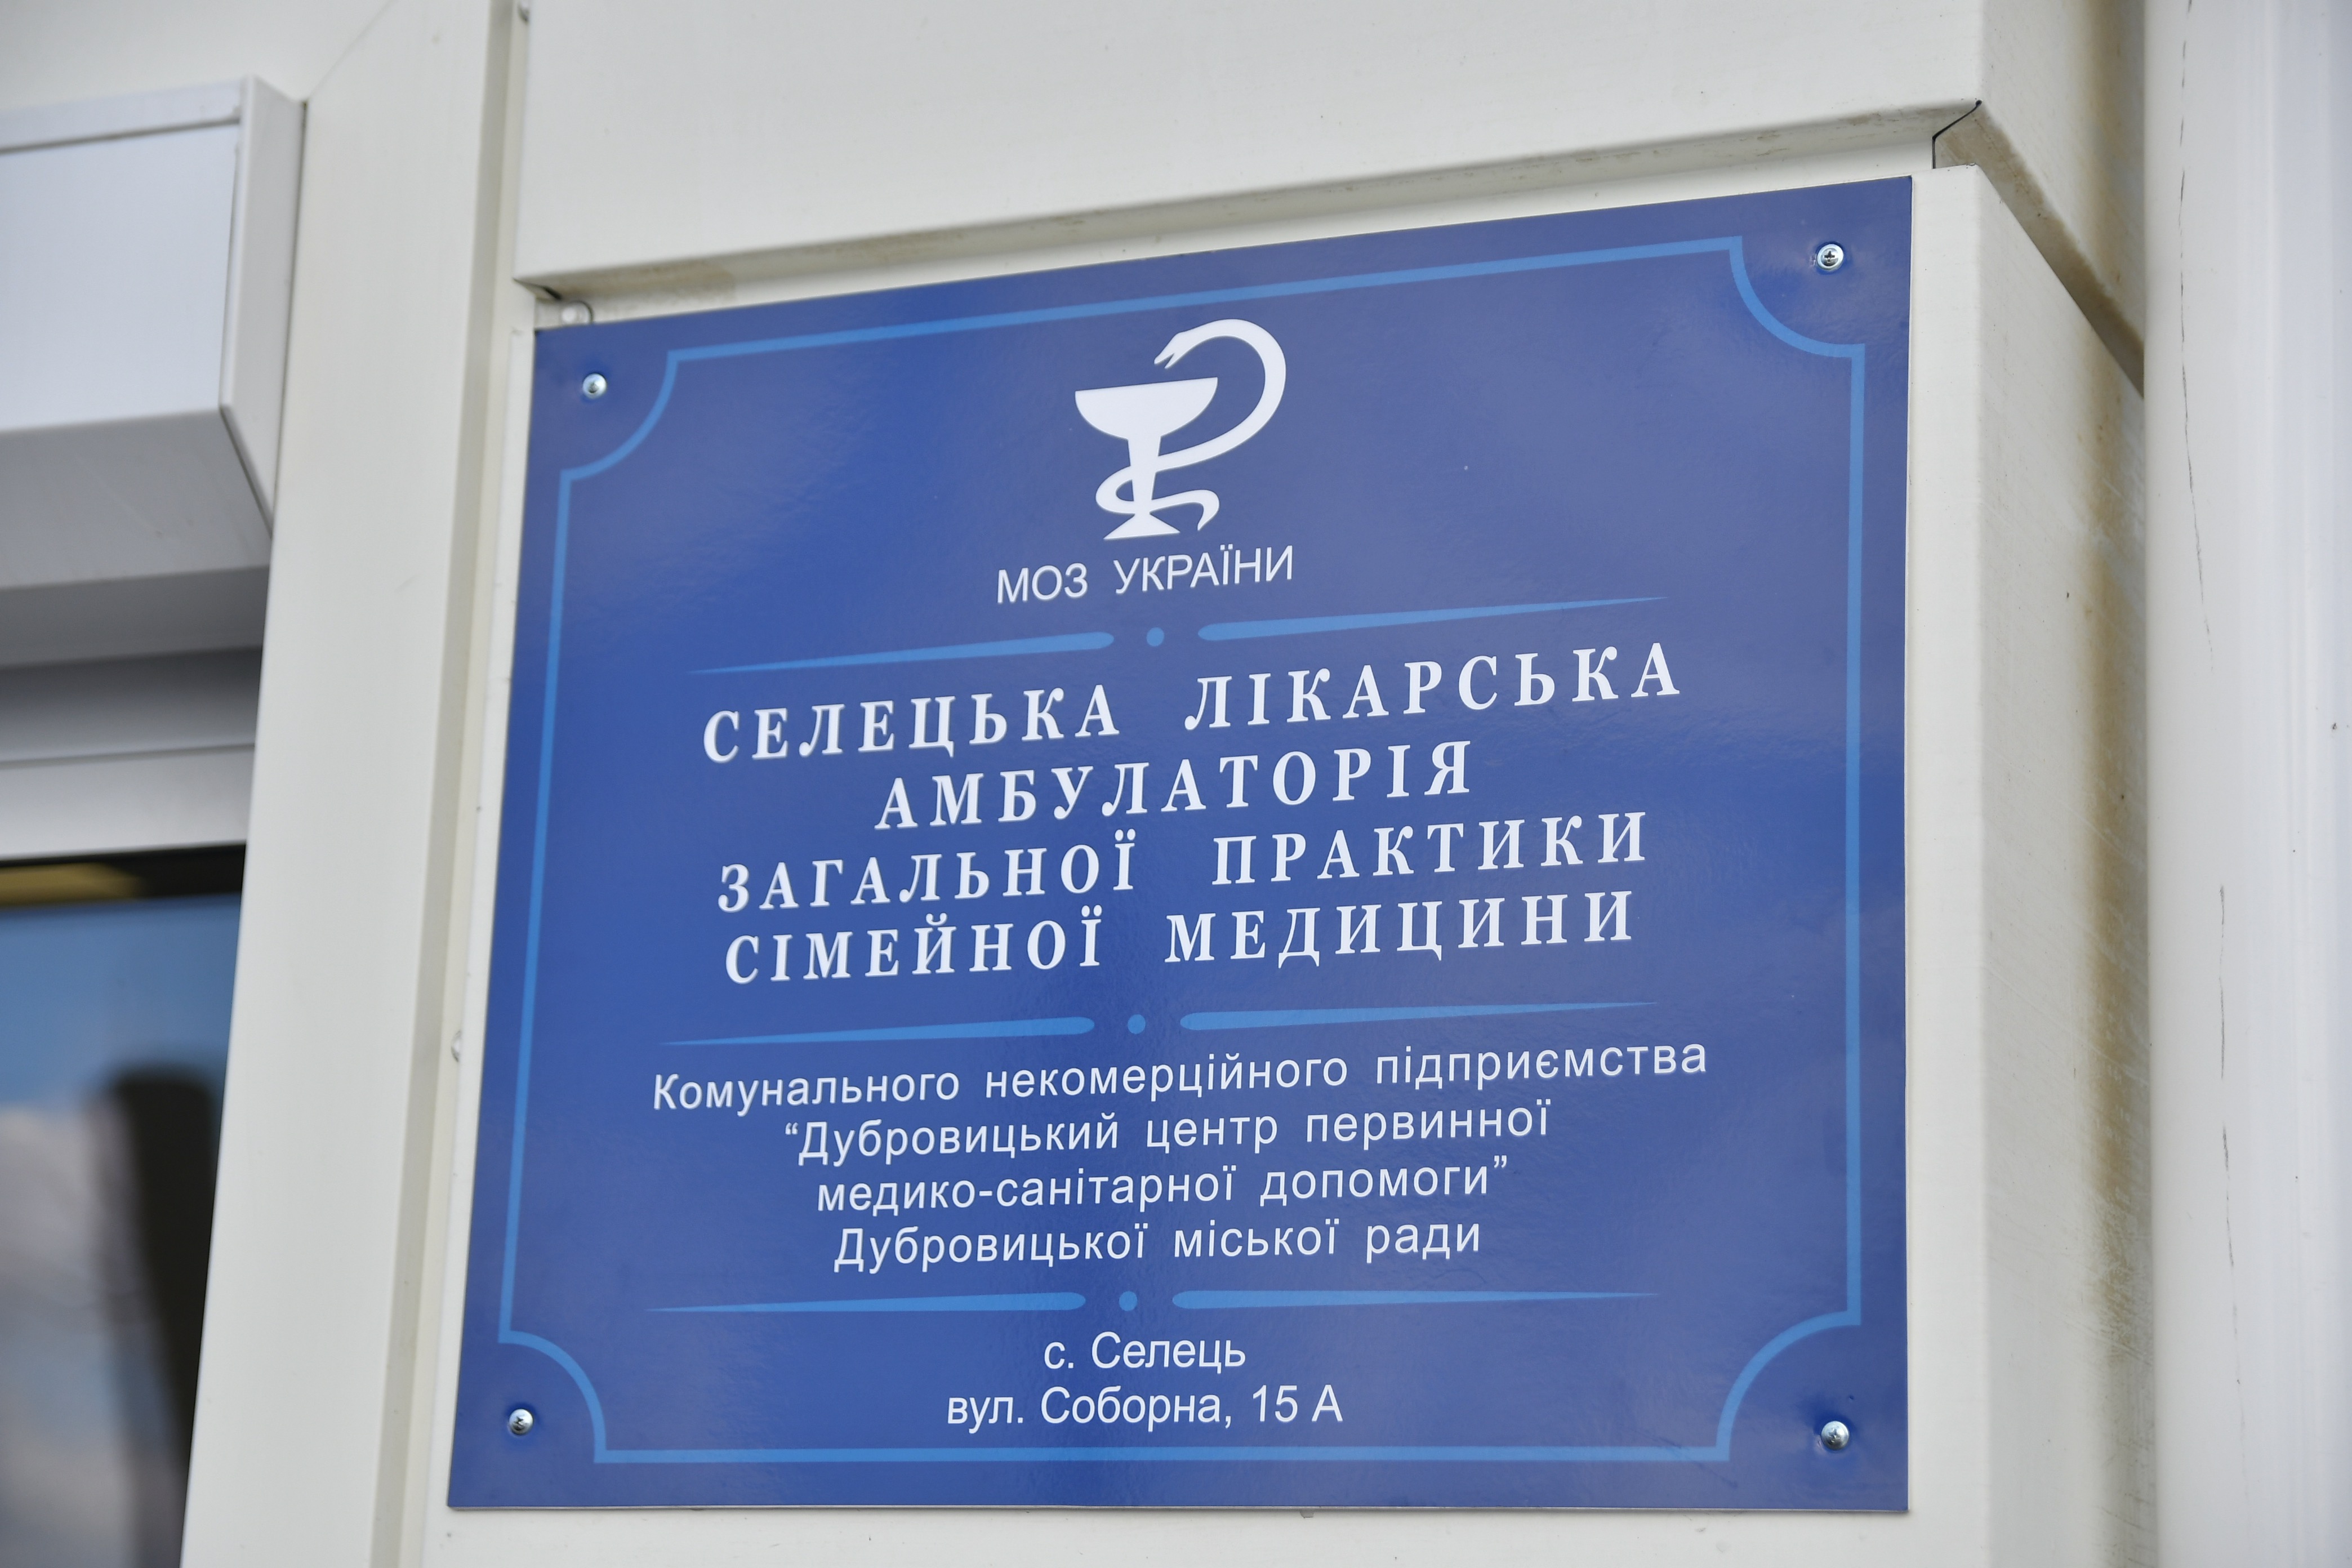 МОЗ УКРАЇНИ
СЕЛЕЦЬКА ЛІКАРСЬКА
АМБУЛАТОРІЯ
ЗАГАЛЬНОЇ ПРАКТИКИ
СІМЕЙНОЇ МЕДИЦИНИ
Комунального некомерційного підприємства
“Дубровицький центр первинної
медико-санітарної допомоги”
Дубровицької міської ради
с. Селець
вул. Соборна, 15 А